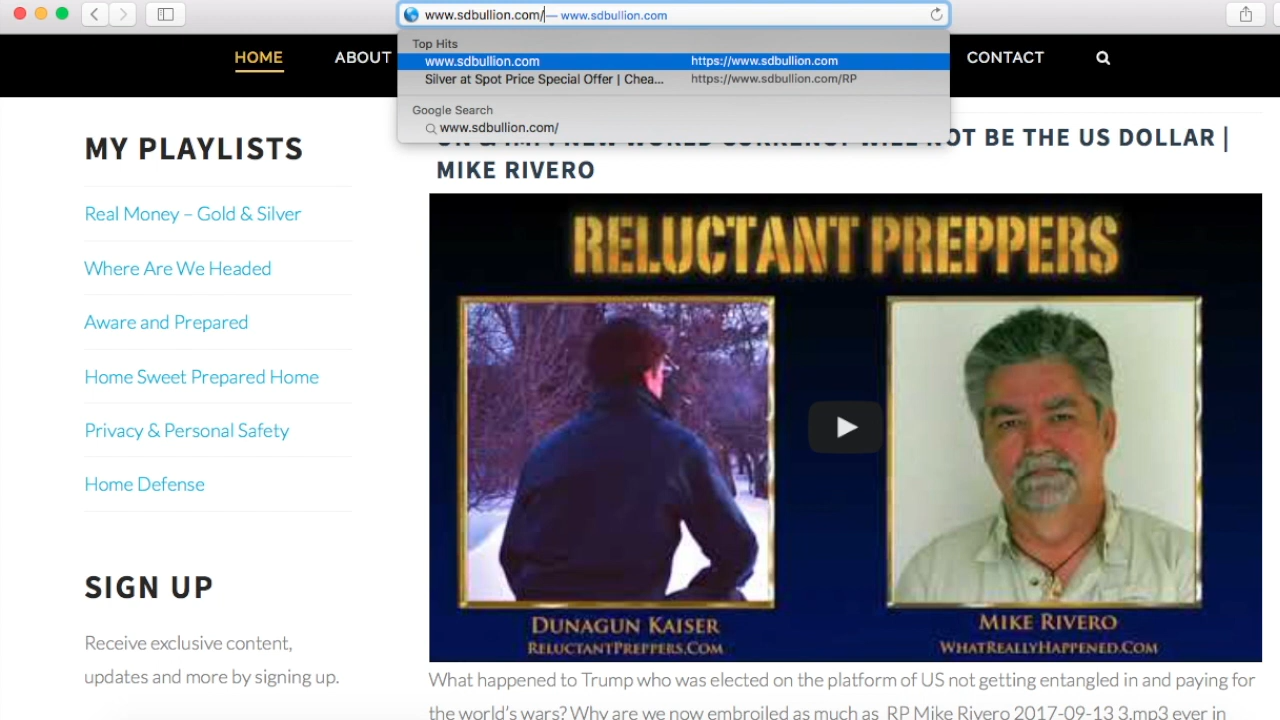 www.sdbullion.com/ — www.sdbullion.com
Top Hits
www.sdbullion.com https://www.sdbullion.com
Silver at Spot Price Special Offer | Chea... https://www.sdbullion.com/RP
Google Search
www.sdbullion.com/
HOME ABOUT CONTACT
MY PLAYLISTS
Real Money – Gold & Silver
Where Are We Headed
Aware and Prepared
Home Sweet Prepared Home
Privacy & Personal Safety
Home Defense
SIGN UP
Receive exclusive content,
updates and more by signing up.
NEW WORLD CURRENCY WILL NOT BE THE US DOLLAR |
MIKE RIVERO
RELUCTANT PREPPERS
DUNAGUN KAISER
RELUCTANTPREPPERS.COM
MIKE RIVERO
WHATREALLYHAPPENED.COM
What happened to Trump who was elected on the platform of US not getting entangled in and paying for
the world's wars? Why are we now embroiled as much as RP Mike Rivero 2017-09-13 3.mp3 ever in